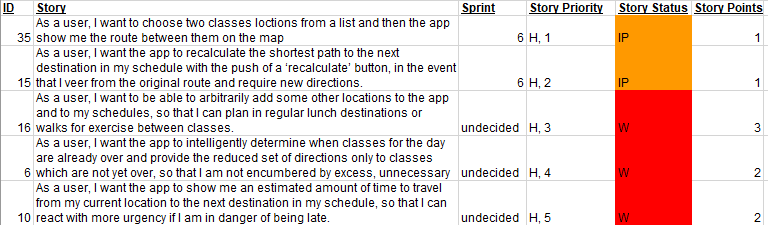 ID Story Sprint Story Priority Story Status Story Points
As a user, I want to choose two classes loctions from a list and then the app
35 show me the route between them on the map 6 H, 1 IP 1
As a user, I want the app to recalculate the shortest path to the next
destination in my schedule with the push of a ‘recalculate’ button, in the event
15 that I veer from the original route and require new directions. 6 H, 2 IP 1
As a user, I want to be able to arbitrarily add some other locations to the app
and to my schedules, so that I can plan in regular lunch destinations or
16 walks for exercise between classes. undecided H, 3 W 3
As a user, I want the app to intelligently determine when classes for the day
are already over and provide the reduced set of directions only to classes
6 which are not yet over, so that I am not encumbered by excess, unnecessary undecided H, 4 W 2
As a user, I want the app to show me an estimated amount of time to travel
from my current location to the next destination in my schedule, so that I can
10 react with more urgency if I am in danger of being late. undecided H, 5 W 2